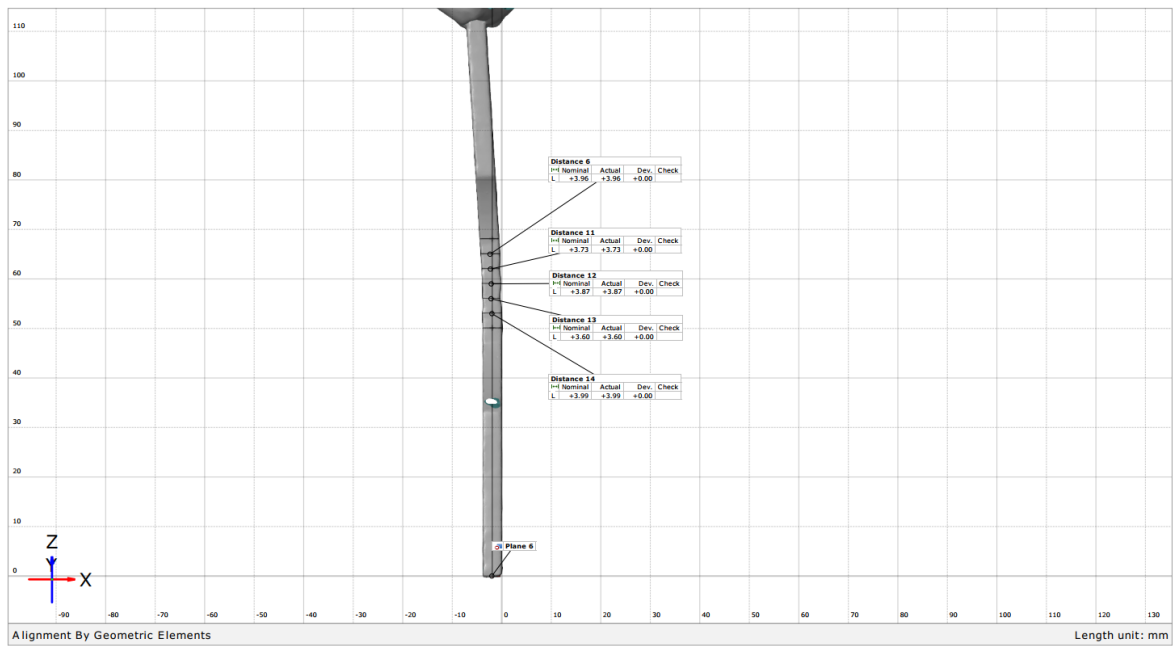 110
100
90
80
70
60
50
40
30
20
10
0
Distance 6
Nominal Actual Dev. Check
L +3.96 +3.96 +0.00
Distance 11
Nominal Actual Dev. Check
L +3.73 +3.73 +0.00
Distance 12
Nominal Actual Dev. Check
L +3.87 +3.87 +0.00
Distance 13
Nominal Actual Dev. Check
L +3.60 +3.60 +0.00
Distance 14
Nominal Actual Dev. Check
L +3.99 +3.99 +0.00
Plane 6
Z
Y
X
-90 -80 -70 -60 -50 -40 -30 -20 -10 0 10 20 30 40 50 60 70 80 90 100 110 120 130
Alignment By Geometric Elements Length unit: mm